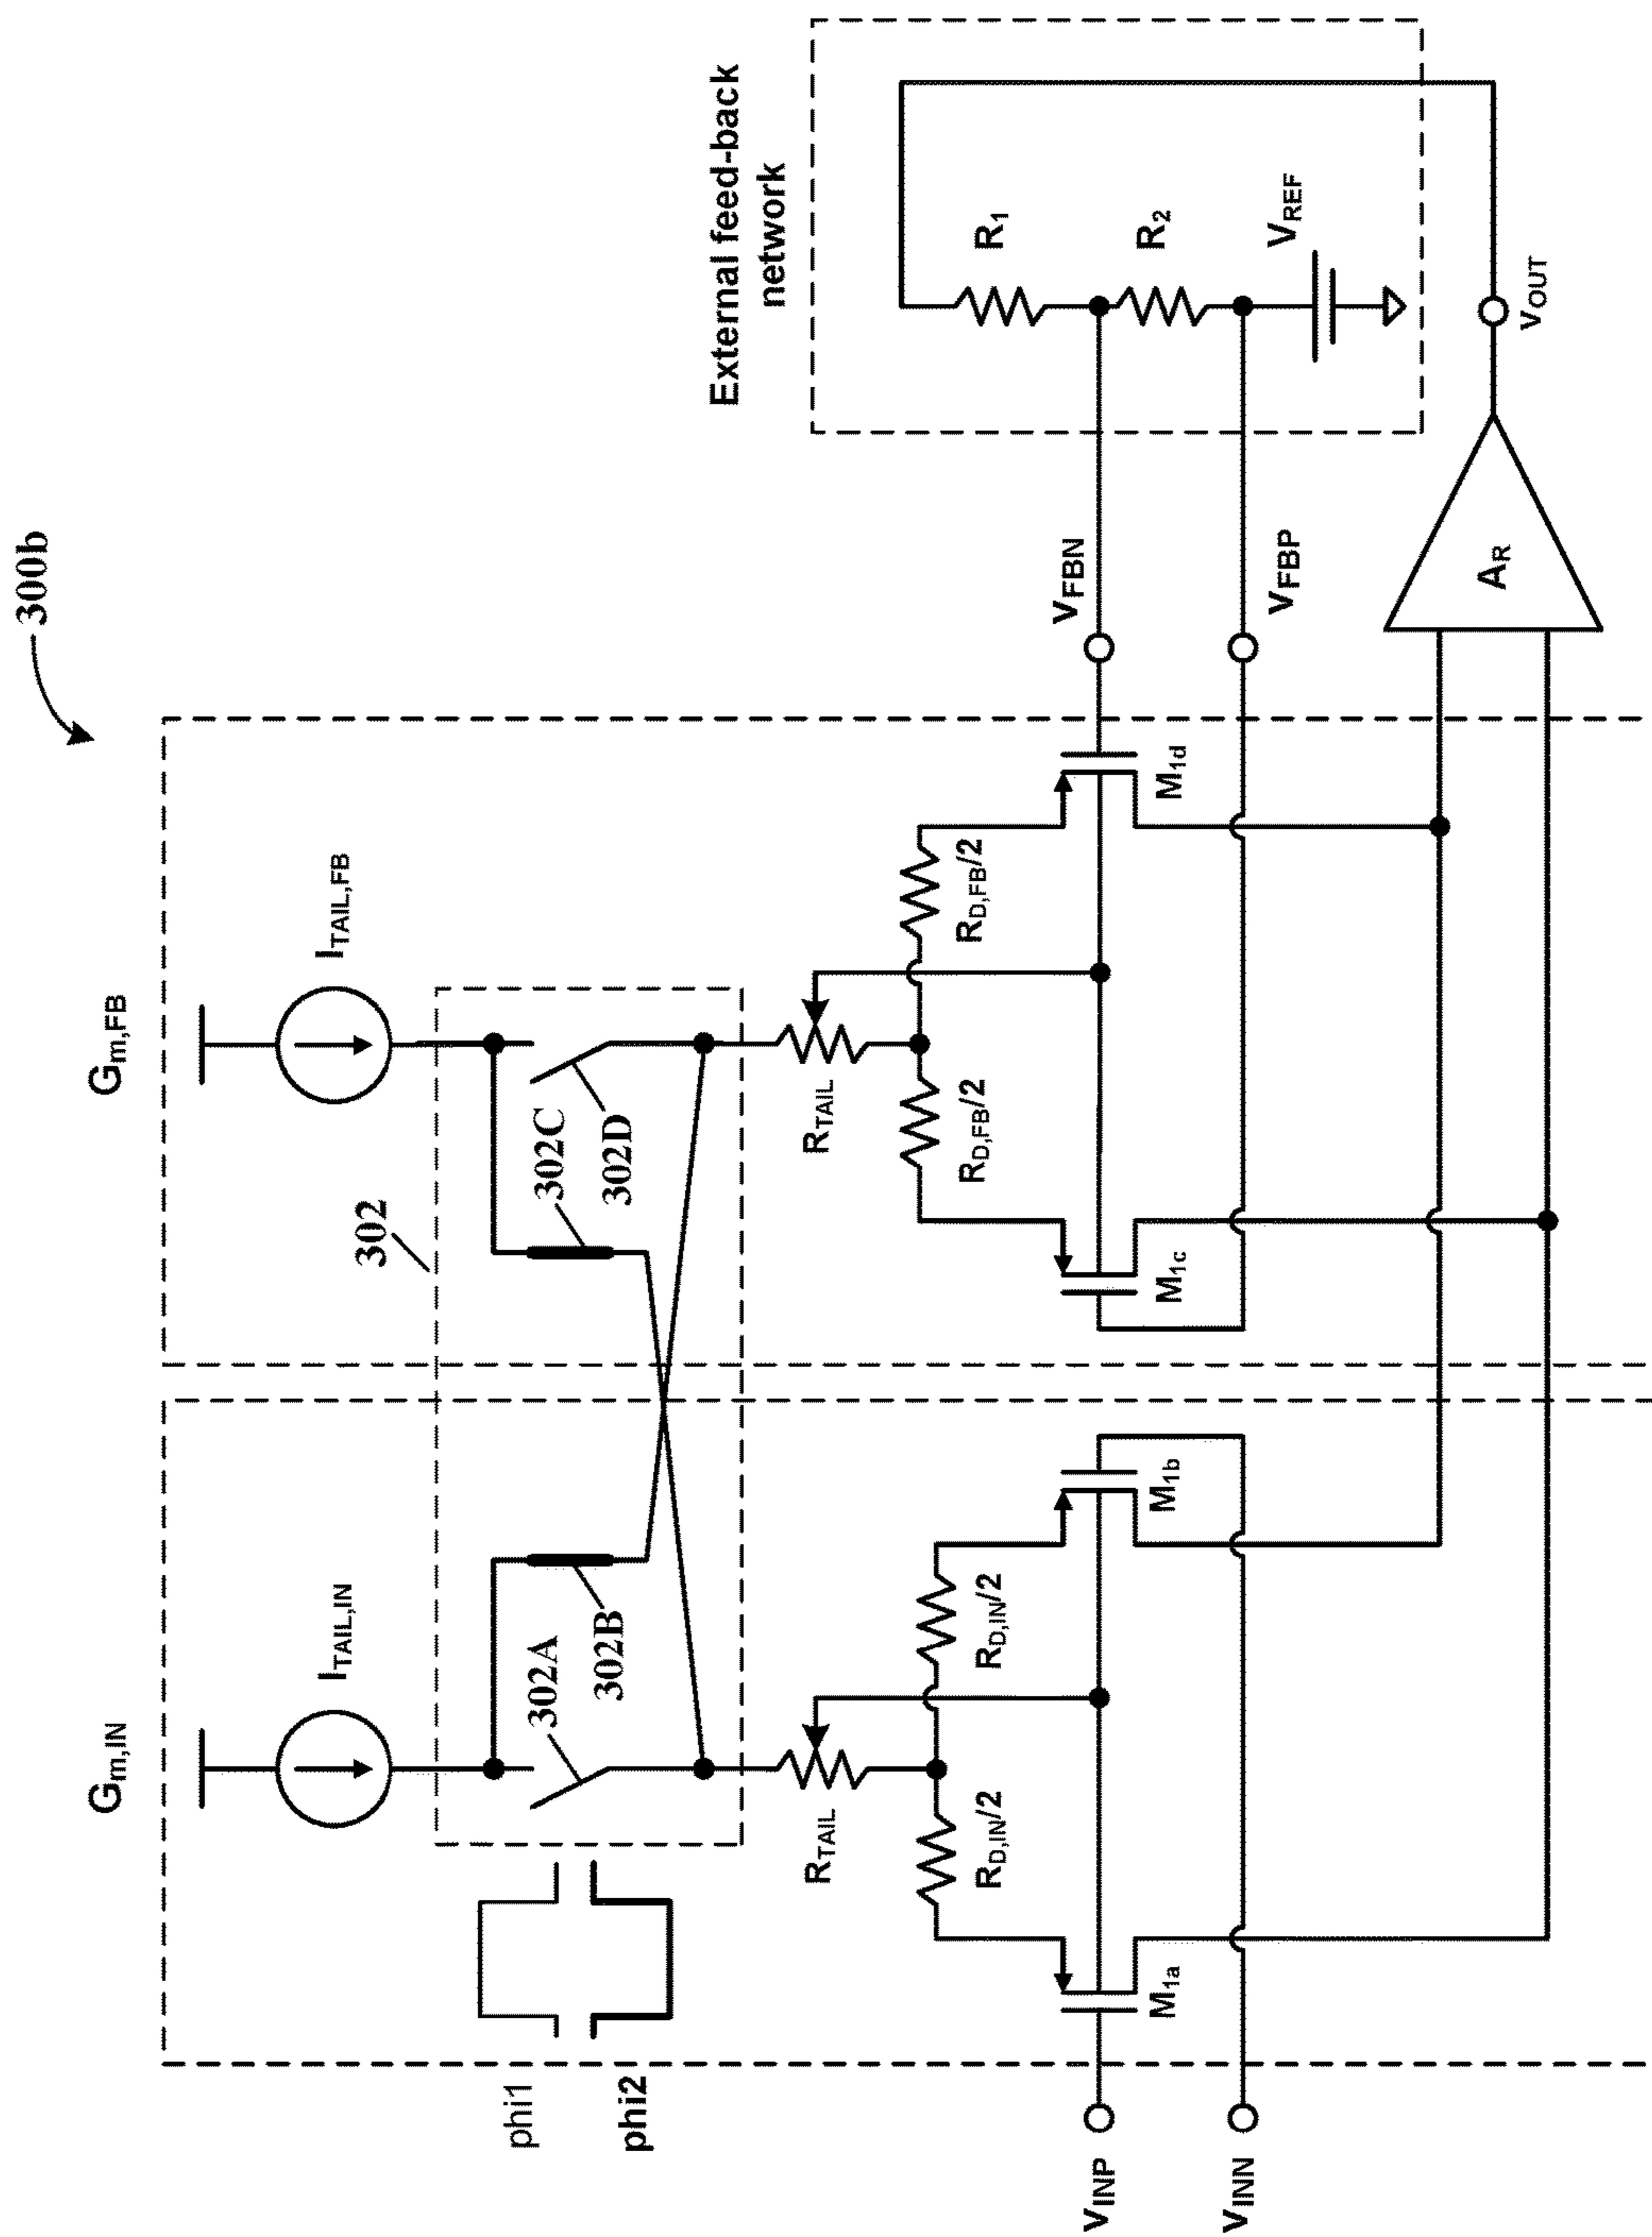 300b
G_m,IN
G_m,FB
I_TAIL,IN
I_TAIL,FB
External feed-back
network
phi1
phi2
302
302A
302B
302C
302D
R_TAIL
R_TAIL
R_D,IN/2
R_D,IN/2
R_D,FB/2
R_D,FB/2
R_1
R_2
V_REF
V_INP
V_INN
M_1a
M_1b
M_1c
M_1d
V_FBN
V_FBP
A_R
V_OUT